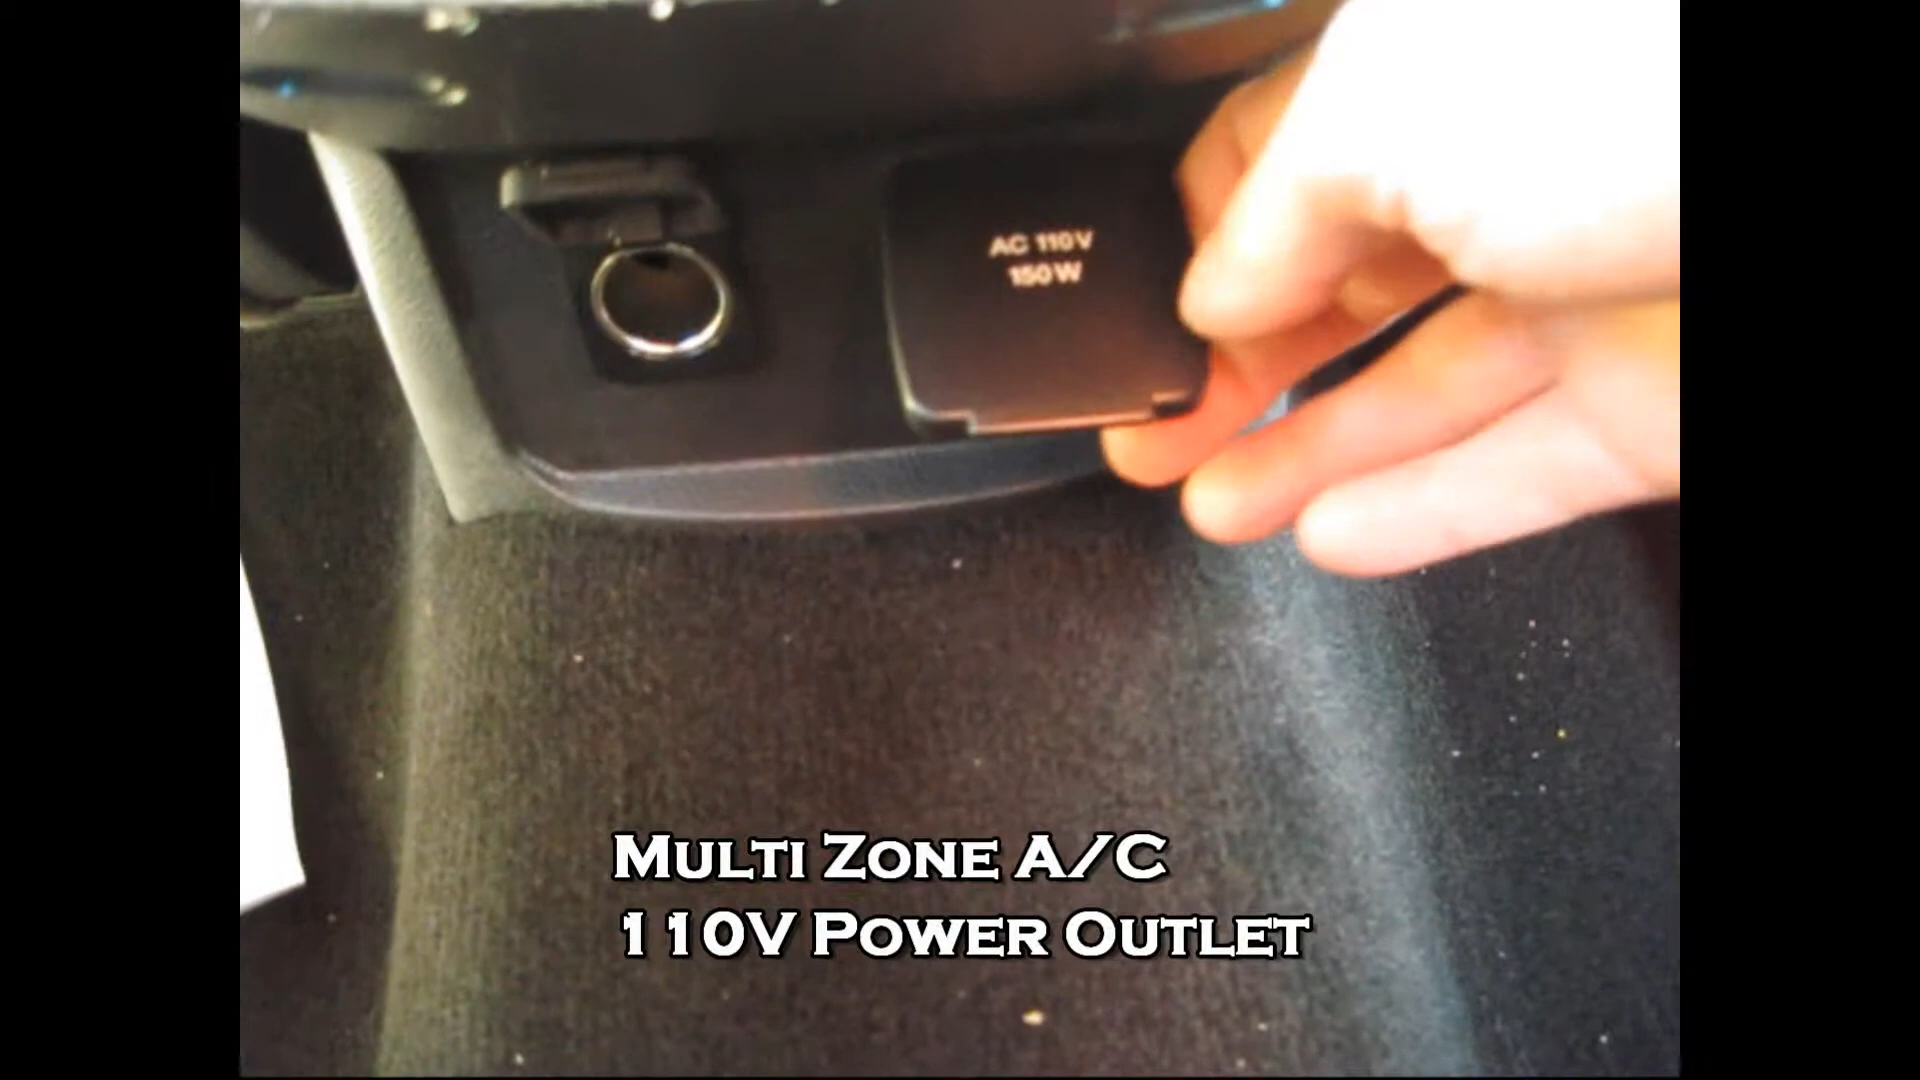 AC 110V
150W
MULTI ZONE A/C
110V POWER OUTLET